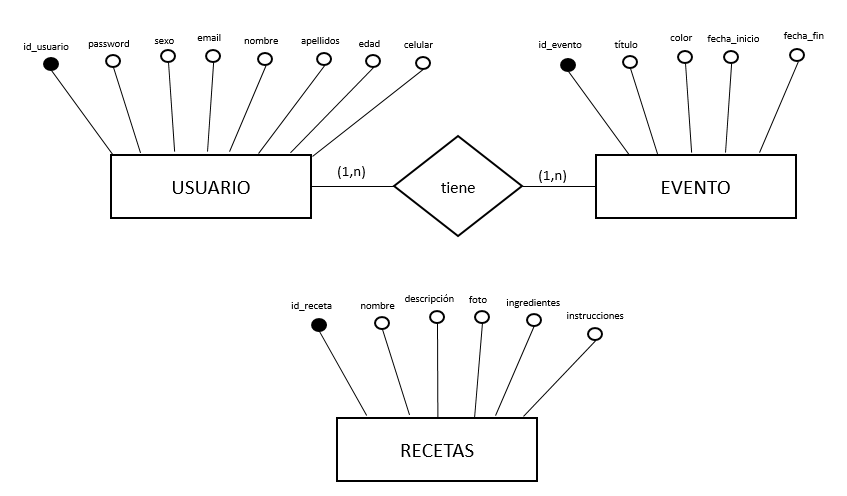 id_usuario
password
sexo
email
nombre
apellidos
edad
celular
id_evento
título
color
fecha_inicio
fecha_fin
USUARIO
(1,n)
tiene
(1,n)
EVENTO
id_receta
nombre
descripción
foto
ingredientes
instrucciones
RECETAS